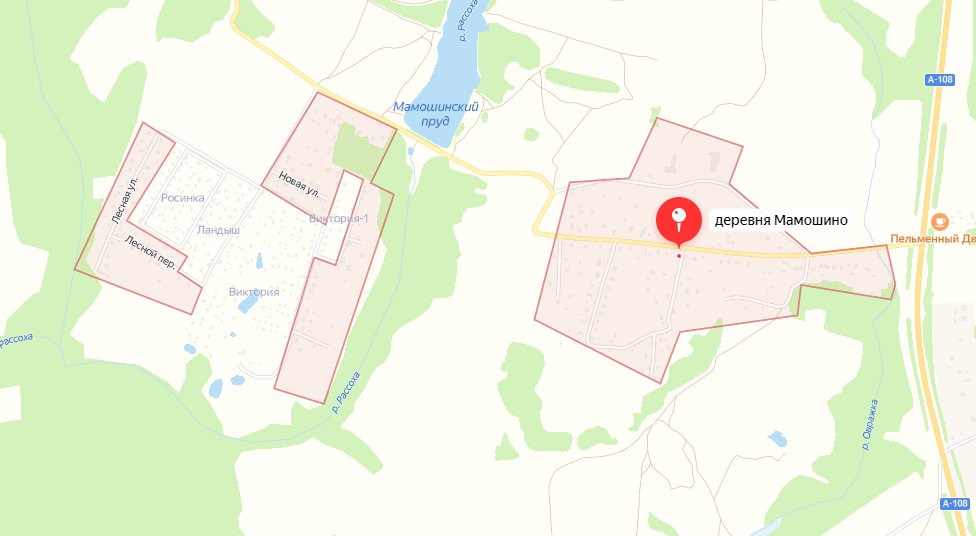 р. Рассоха
А-108
Мамошинский
пруд
Новая ул.
Лесная ул.
Росинка
Виктория-1
деревня Мамошино
Ландыш
Пельменный Дв
Лесной пер.
Виктория
Рассоха
р. Рассоха
р. Овражка
А-108